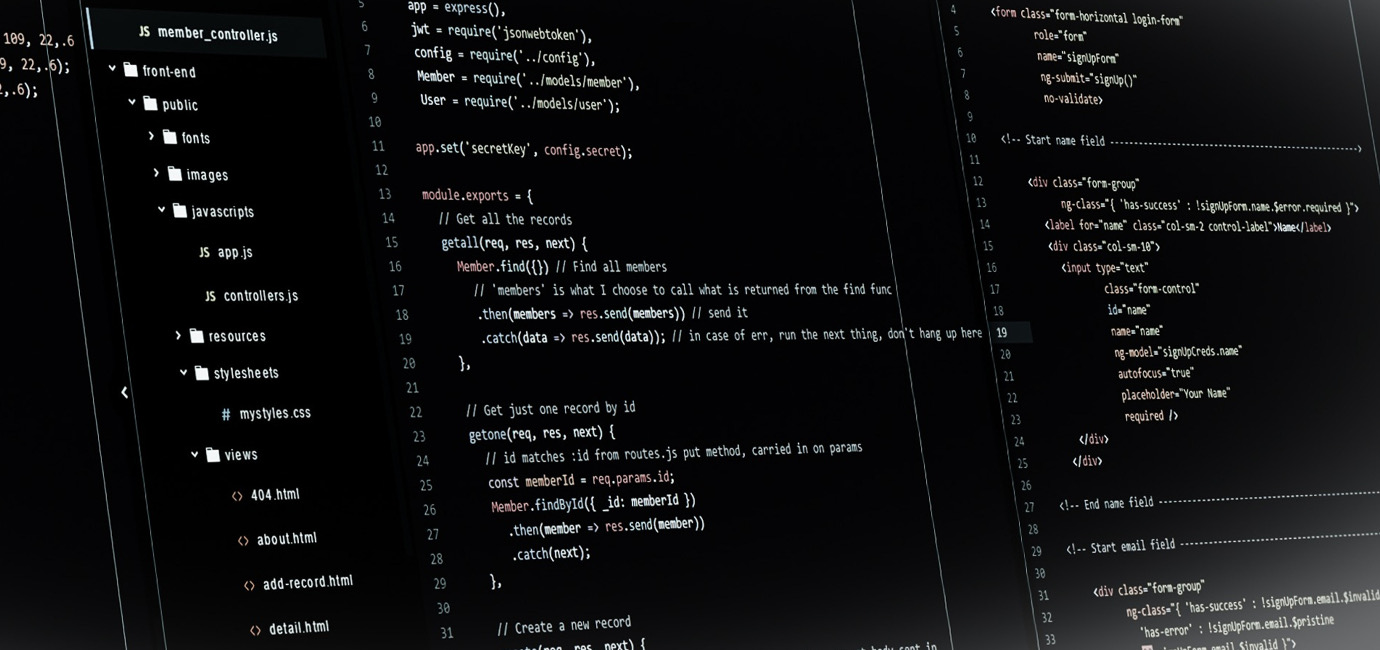 109, 22,.6
9, 22,.6);
2,.6);
JS member_controller.js
front-end
public
fonts
images
javascripts
JS app.js
JS controllers.js
resources
stylesheets
# mystyles.css
views
<> 404.html
<> about.html
<> add-record.html
<> detail.html
5 app = express(),
6 jwt = require('jsonwebtoken'),
7 config = require('../config'),
8 Member = require('../models/member'),
9 User = require('../models/user');
10
11 app.set('secretKey', config.secret);
12
13 module.exports = {
14 // Get all the records
15 getall(req, res, next) {
16 Member.find({}) // Find all members
17 // 'members' is what I choose to call what is returned from the find func
18 .then(members => res.send(members)) // send it
19 .catch(data => res.send(data)); // in case of err, run the next thing, don't hang up here
20 },
21
22 // Get just one record by id
23 getone(req, res, next) {
24 // id matches :id from routes.js put method, carried in on params
25 const memberId = req.params.id;
26 Member.findById({ _id: memberId })
27 .then(member => res.send(member))
28 .catch(next);
29 },
30
31 // Create a new record
(req, res, next) {
body sent in
4 <form class="form-horizontal login-form"
5 role="form"
6 name="signUpForm"
7 ng-submit="signUp()"
8 no-validate>
9
10 <!-- Start name field -------------------------------------------------->
11
12 <div class="form-group"
13 ng-class="{ 'has-success' : !signUpForm.name.$error.required }">
14 <label for="name" class="col-sm-2 control-label">Name</label>
15 <div class="col-sm-10">
16 <input type="text"
17 class="form-control"
18 id="name"
19 name="name"
20 ng-model="signUpCreds.name"
21 autofocus="true"
22 placeholder="Your Name"
23 required />
24 </div>
25 </div>
26
27 <!-- End name field --------------------------------------------
28
29 <!-- Start email field ----------------------------------------
30
31 <div class="form-group"
32 ng-class="{ 'has-success' : !signUpForm.email.$invalid
33 'has-error' : !signUpForm.email.$pristine
signUpForm.email.$invalid }">